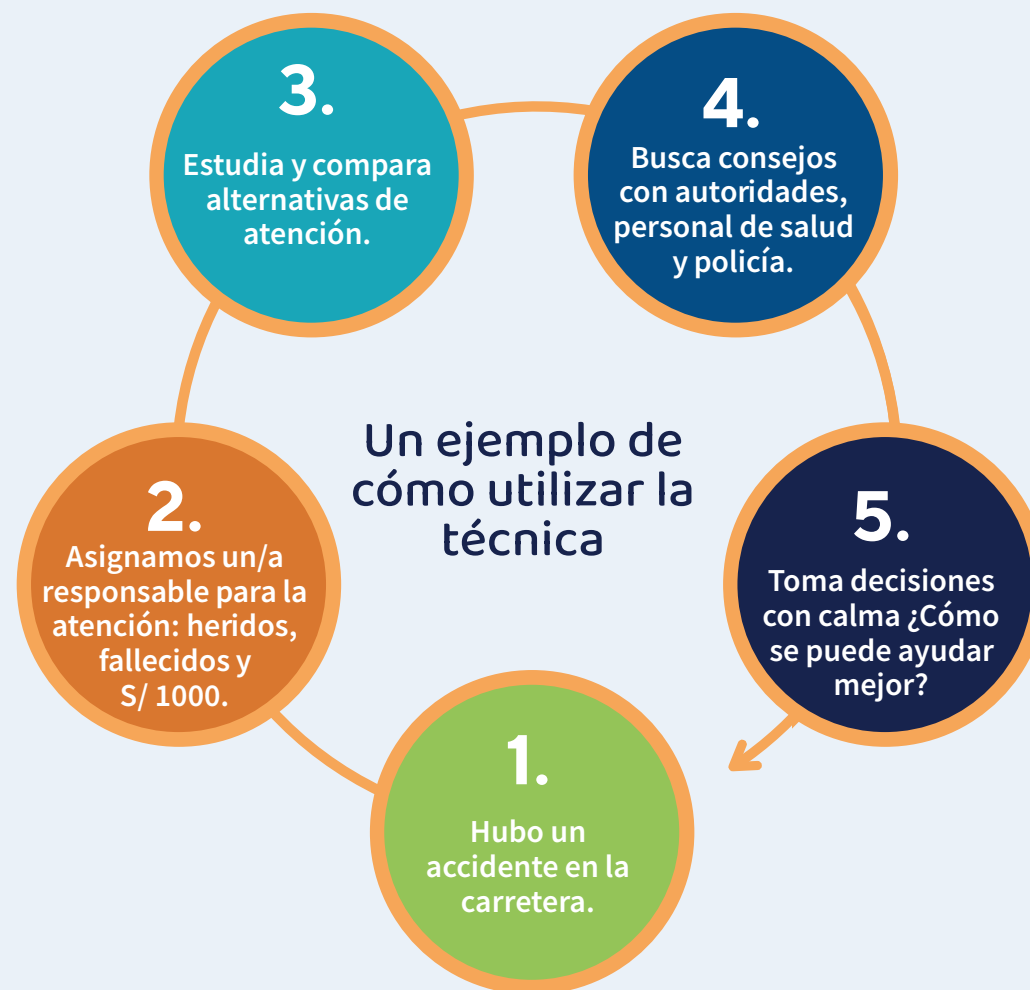 Un ejemplo de
cómo utilizar la
técnica
1.
Hubo un
accidente en la
carretera.
2.
Asignamos un/a
responsable para la
atención: heridos,
fallecidos y
S/ 1000.
3.
Estudia y compara
alternativas de
atención.
4.
Busca consejos
con autoridades,
personal de salud
y policía.
5.
Toma decisiones
con calma ¿Cómo
se puede ayudar
mejor?